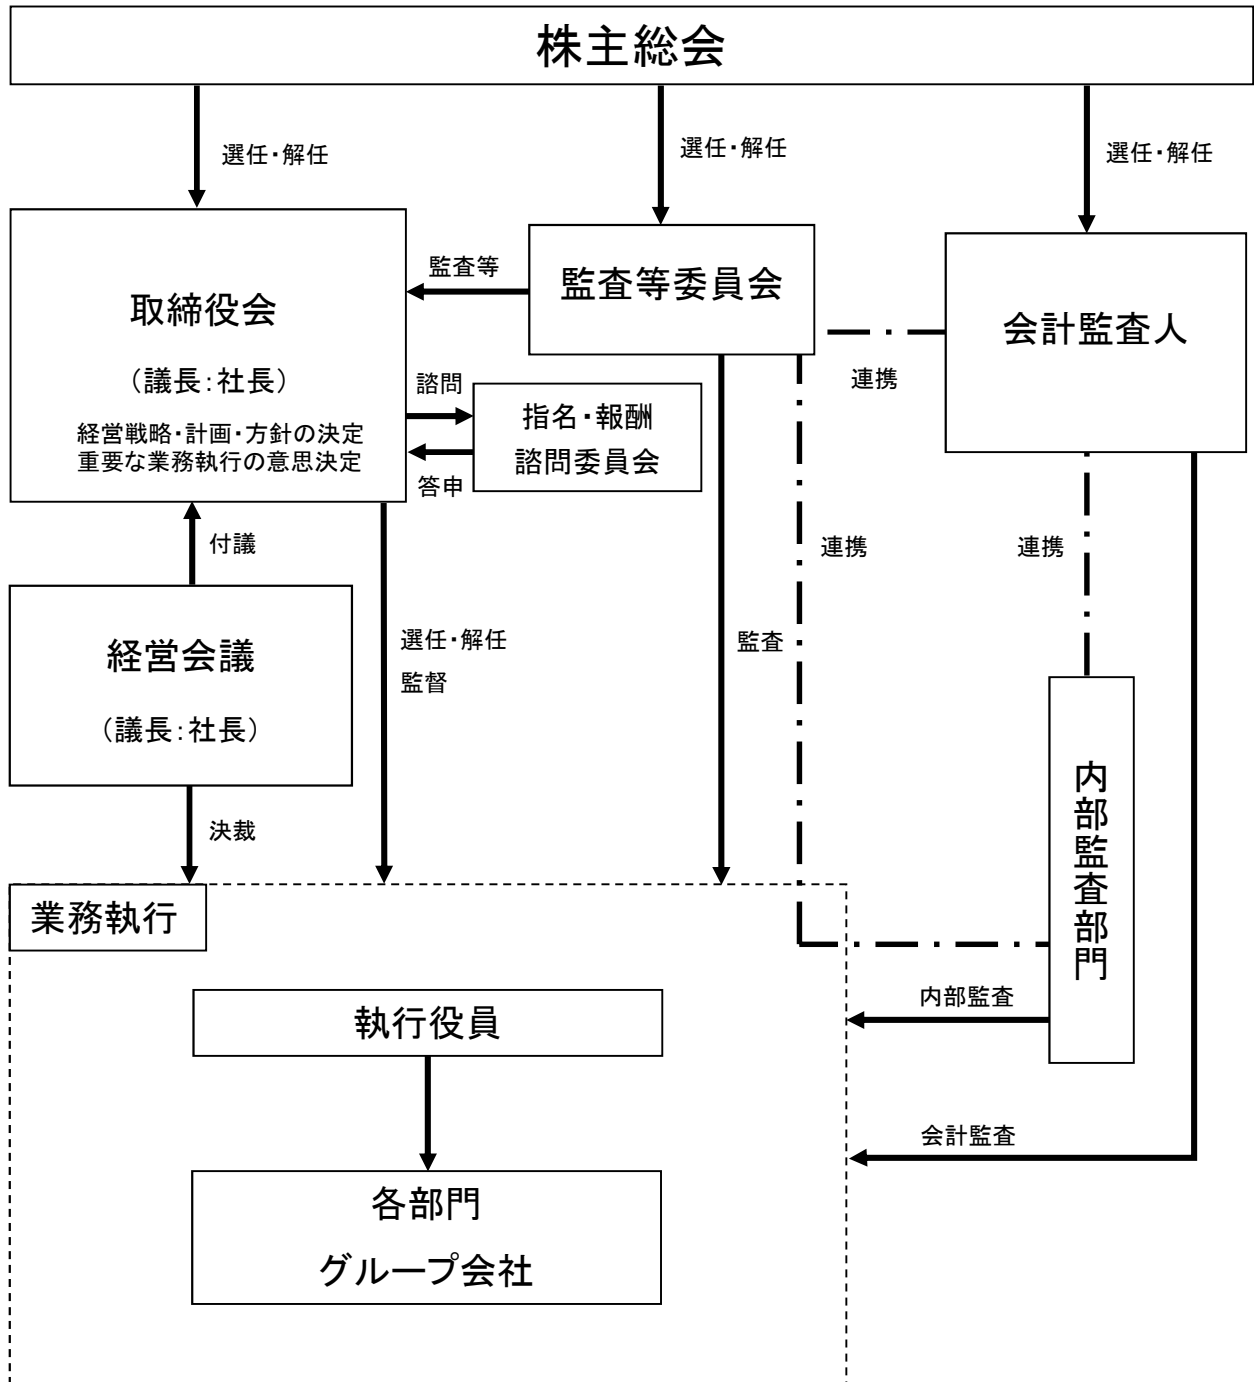 株主総会
選任・解任
選任・解任
選任・解任
取締役会
（議長：社長）
経営戦略・計画・方針の決定
重要な業務執行の意思決定
監査等
監査等委員会
会計監査人
連携
諮問
指名・報酬
諮問委員会
答申
付議
連携
連携
経営会議
（議長：社長）
選任・解任
監督
監査
決裁
内部監査部門
業務執行
内部監査
執行役員
会計監査
各部門
グループ会社